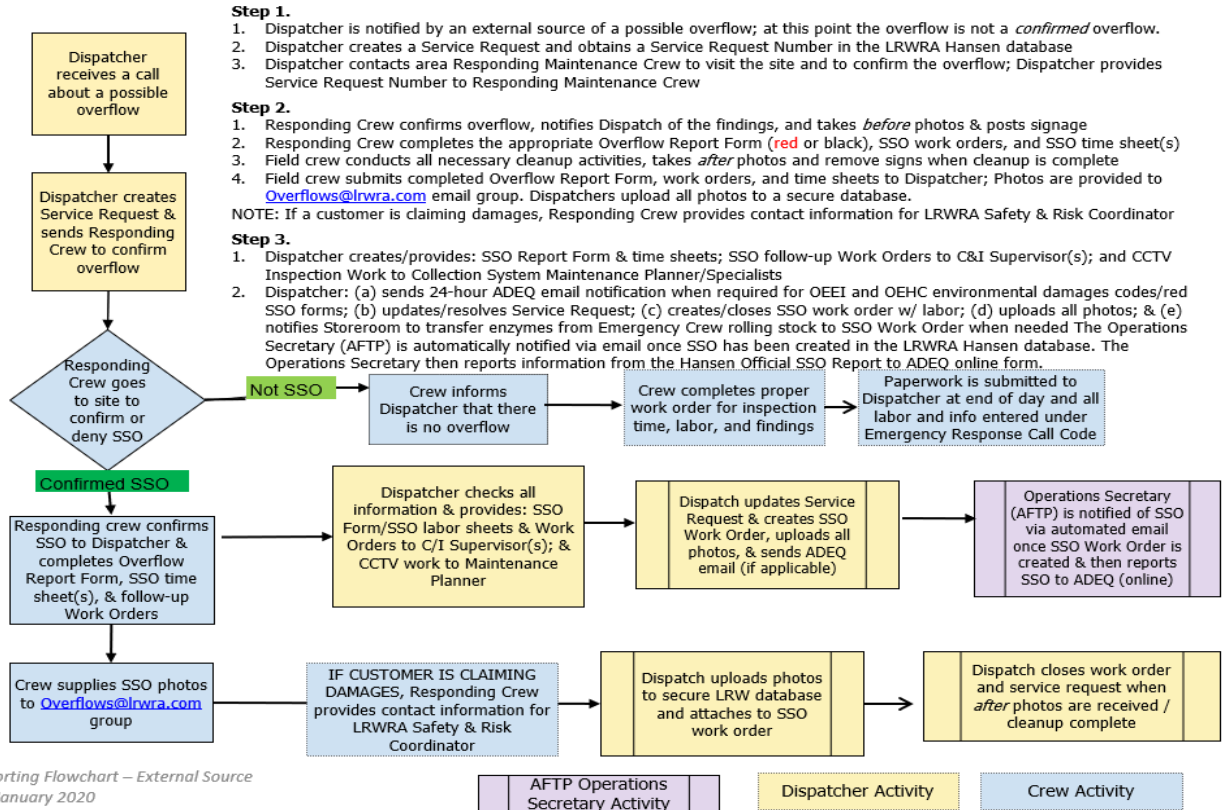 Step 1.
1. Dispatcher is notified by an external source of a possible overflow; at this point the overflow is not a confirmed overflow.
2. Dispatcher creates a Service Request and obtains a Service Request Number in the LRWRA Hansen database
3. Dispatcher contacts area Responding Maintenance Crew to visit the site and to confirm the overflow; Dispatcher provides
Service Request Number to Responding Maintenance Crew
Step 2.
1. Responding Crew confirms overflow, notifies Dispatch of the findings, and takes before photos & posts signage
2. Responding Crew completes the appropriate Overflow Report Form (red or black), SSO work orders, and SSO time sheet(s)
3. Field crew conducts all necessary cleanup activities, takes after photos and remove signs when cleanup is complete
4. Field crew submits completed Overflow Report Form, work orders, and time sheets to Dispatcher; Photos are provided to
Overflows@lrwra.com email group. Dispatchers upload all photos to a secure database.
NOTE: If a customer is claiming damages, Responding Crew provides contact information for LRWRA Safety & Risk Coordinator
Step 3.
1. Dispatcher creates/provides: SSO Report Form & time sheets; SSO follow-up Work Orders to C&I Supervisor(s); and CCTV
Inspection Work to Collection System Maintenance Planner/Specialists
2. Dispatcher: (a) sends 24-hour ADEQ email notification when required for OEEI and OEHC environmental damages codes/red
SSO forms; (b) updates/resolves Service Request; (c) creates/closes SSO work order w/ labor; (d) uploads all photos; & (e)
notifies Storeroom to transfer enzymes from Emergency Crew rolling stock to SSO Work Order when needed The Operations
Secretary (AFTP) is automatically notified via email once SSO has been created in the LRWRA Hansen database. The
Operations Secretary then reports information from the Hansen Official SSO Report to ADEQ online form.
Dispatcher
receives a call
about a possible
overflow
Dispatcher creates
Service Request &
sends Responding
Crew to confirm
overflow
Responding
Crew goes
to site to
confirm or
deny SSO
Not SSO
Crew informs
Dispatcher that there
is no overflow
Crew completes proper
work order for inspection
time, labor, and findings
Paperwork is submitted to
Dispatcher at end of day and all
labor and info entered under
Emergency Response Call Code
Confirmed SSO
Responding crew confirms
SSO to Dispatcher &
completes Overflow
Report Form, SSO time
sheet(s), & follow-up
Work Orders
Dispatcher checks all
information & provides: SSO
Form/SSO labor sheets & Work
Orders to C/I Supervisor(s); &
CCTV work to Maintenance
Planner
Dispatch updates Service
Request & creates SSO
Work Order, uploads all
photos, & sends ADEQ
email (if applicable)
Operations Secretary
(AFTP) is notified of SSO
via automated email
once SSO Work Order is
created & then reports
SSO to ADEQ (online)
Crew supplies SSO photos
to Overflows@lrwra.com
group
IF CUSTOMER IS CLAIMING
DAMAGES, Responding Crew
provides contact information for
LRWRA Safety & Risk
Coordinator
Dispatch uploads photos
to secure LRW database
and attaches to SSO
work order
Dispatch closes work order
and service request when
after photos are received /
cleanup complete
orting Flowchart – External Source
anuary 2020
AFTP Operations
Secretary Activity
Dispatcher Activity
Crew Activity